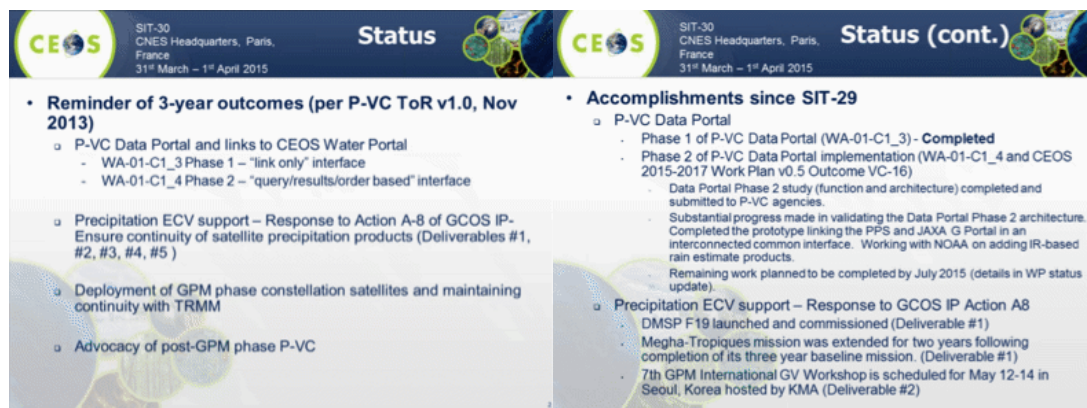 CEOS
SIT-30
CNES Headquarters, Paris,
France
31st March – 1st April 2015
Status
• Reminder of 3-year outcomes (per P-VC ToR v1.0, Nov
2013)
P-VC Data Portal and links to CEOS Water Portal
- WA-01-C1_3 Phase 1 – “link only” interface
- WA-01-C1_4 Phase 2 – “query/results/order based” interface
Precipitation ECV support – Response to Action A-8 of GCOS IP-
Ensure continuity of satellite precipitation products (Deliverables #1,
#2, #3, #4, #5 )
Deployment of GPM phase constellation satellites and maintaining
continuity with TRMM
Advocacy of post-GPM phase P-VC
CEOS
SIT-30
CNES Headquarters, Paris,
France
31st March – 1st April 2015
Status (cont.)
• Accomplishments since SIT-29
P-VC Data Portal
Phase 1 of P-VC Data Portal (WA-01-C1_3) - Completed
Phase 2 of P-VC Data Portal implementation (WA-01-C1_4 and CEOS
2015-2017 Work Plan v0.5 Outcome VC-16)
Data Portal Phase 2 study (function and architecture) completed and
submitted to P-VC agencies.
Substantial progress made in validating the Data Portal Phase 2 architecture.
Completed the prototype linking the PPS and JAXA G Portal in an
interconnected common interface. Working with NOAA on adding IR-based
rain estimate products.
Remaining work planned to be completed by July 2015 (details in WP status
update).
Precipitation ECV support – Response to GCOS IP Action A8
DMSP F19 launched and commissioned (Deliverable #1)
Megha-Tropiques mission was extended for two years following
completion of its three year baseline mission. (Deliverable #1)
7th GPM International GV Workshop is scheduled for May 12-14 in
Seoul, Korea hosted by KMA (Deliverable #2)